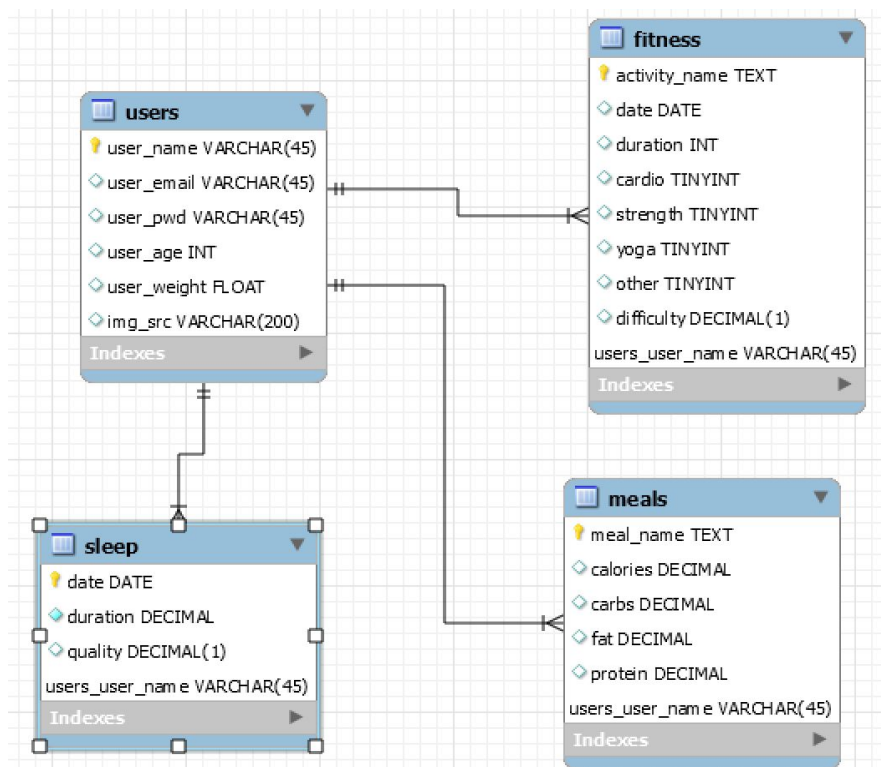 users
user_name VARCHAR(45)
user_email VARCHAR(45)
user_pwd VARCHAR(45)
user_age INT
user_weight FLOAT
img_src VARCHAR(200)
Indexes
fitness
activity_name TEXT
date DATE
duration INT
cardio TINYINT
strength TINYINT
yoga TINYINT
other TINYINT
difficulty DECIMAL(1)
users_user_name VARCHAR(45)
Indexes
sleep
date DATE
duration DECIMAL
quality DECIMAL(1)
users_user_name VARCHAR(45)
Indexes
meals
meal_name TEXT
calories DECIMAL
carbs DECIMAL
fat DECIMAL
protein DECIMAL
users_user_name VARCHAR(45)
Indexes